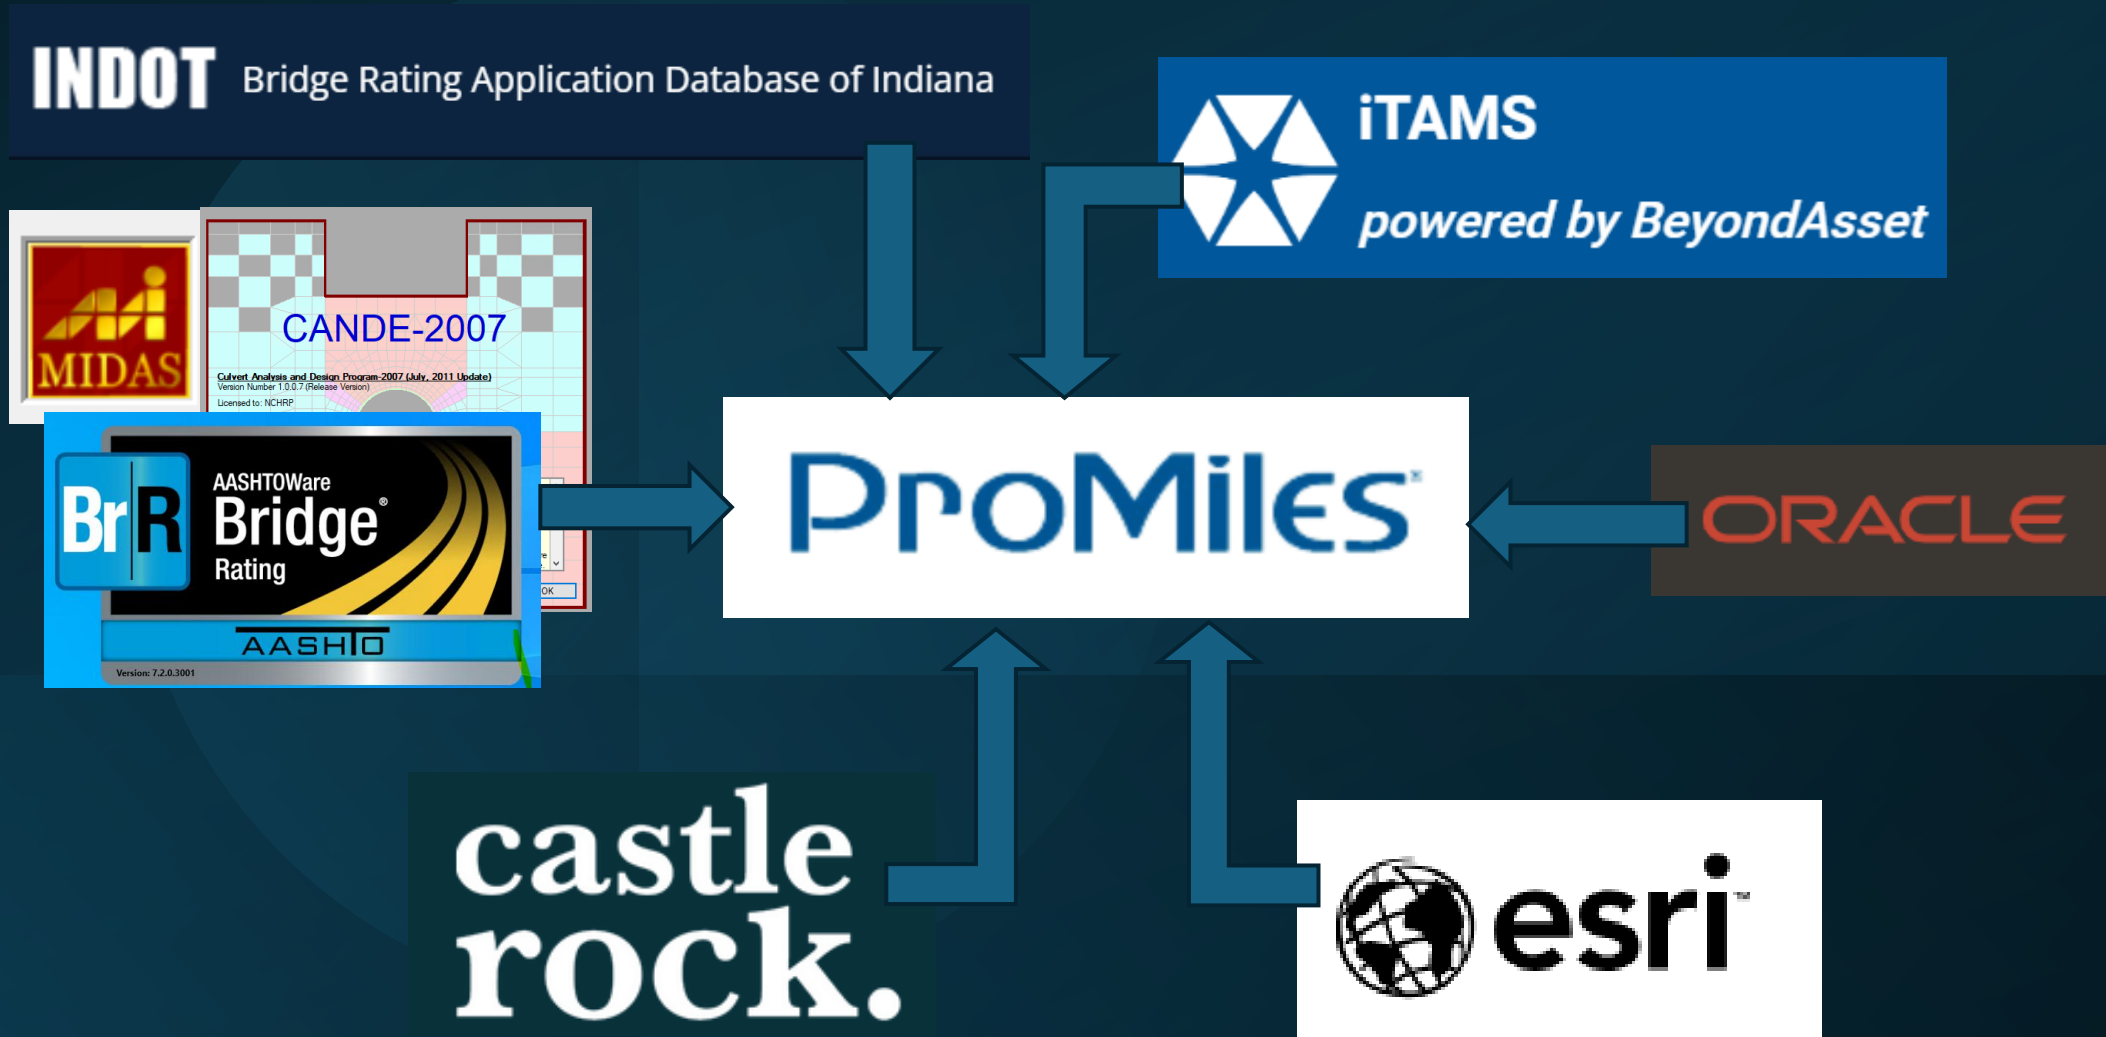 INDOT Bridge Rating Application Database of Indiana
iTAMS
powered by BeyondAsset
MIDAS
CANDE-2007
Culvert Analysis and Design Program-2007 (July, 2011 Update)
Version Number 1.0.0.7 (Release Version)
Licensed to: NCHRP
BrR
AASHTOWare
Bridge®
Rating
AASHTO
Version: 7.2.0.3001
OK
ProMiles
ORACLE
castle
rock.
esri™